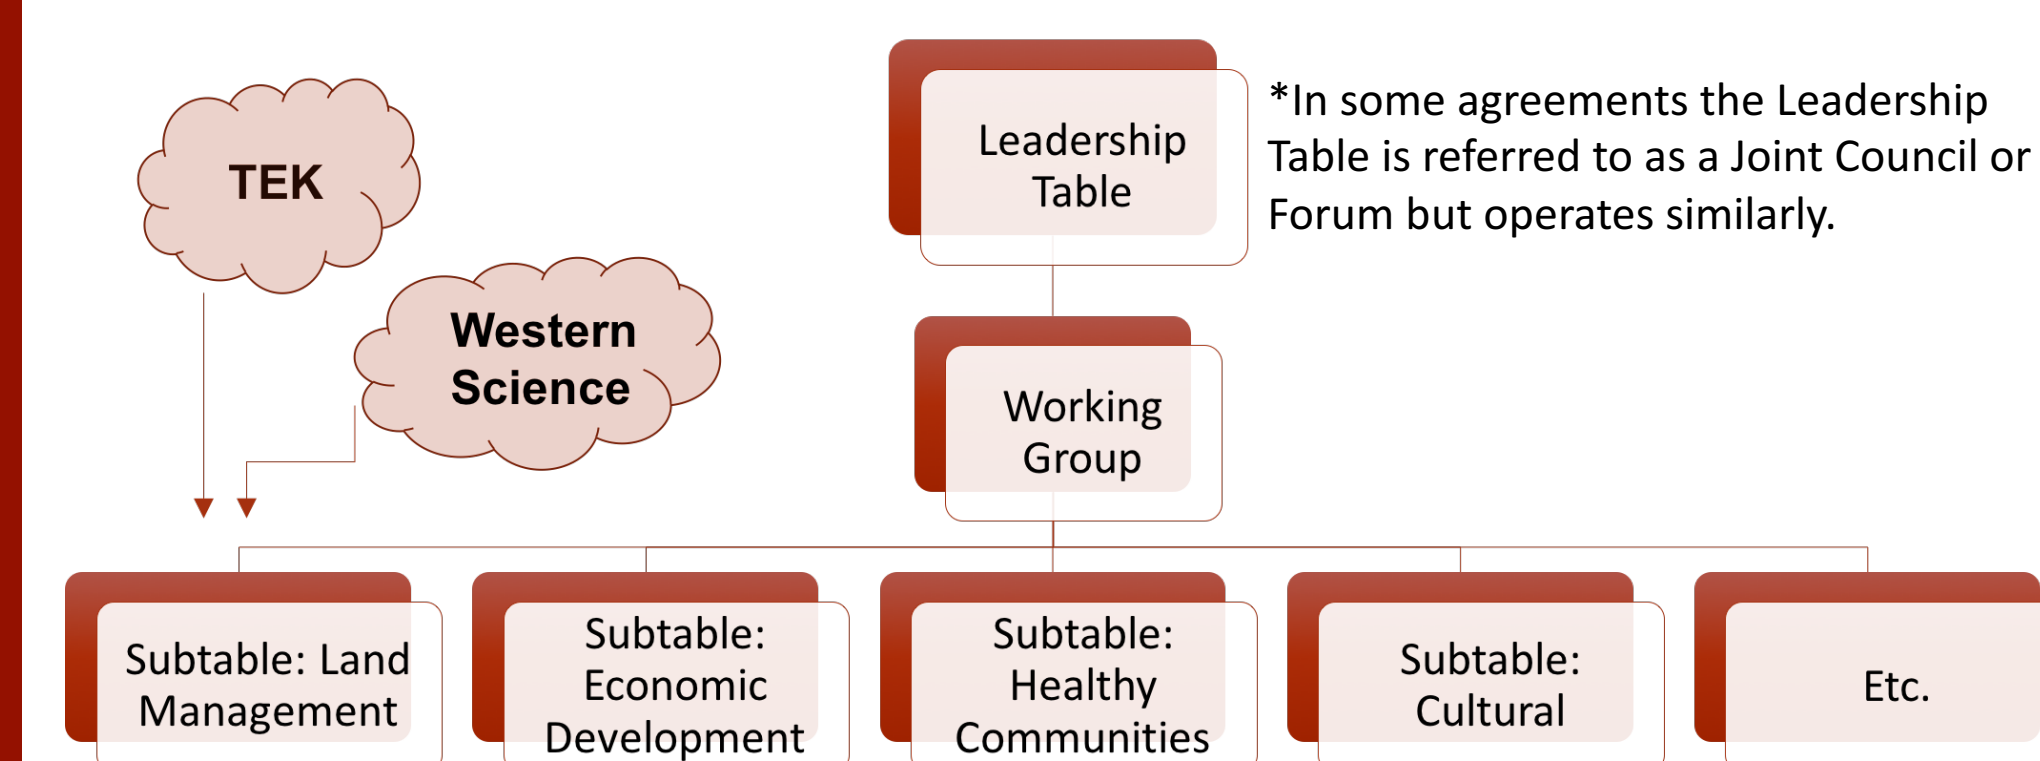 TEK
Western
Science
Leadership
Table
*In some agreements the Leadership
Table is referred to as a Joint Council or
Forum but operates similarly.
Working
Group
Subtable: Land
Management
Subtable:
Economic
Development
Subtable:
Healthy
Communities
Subtable:
Cultural
Etc.